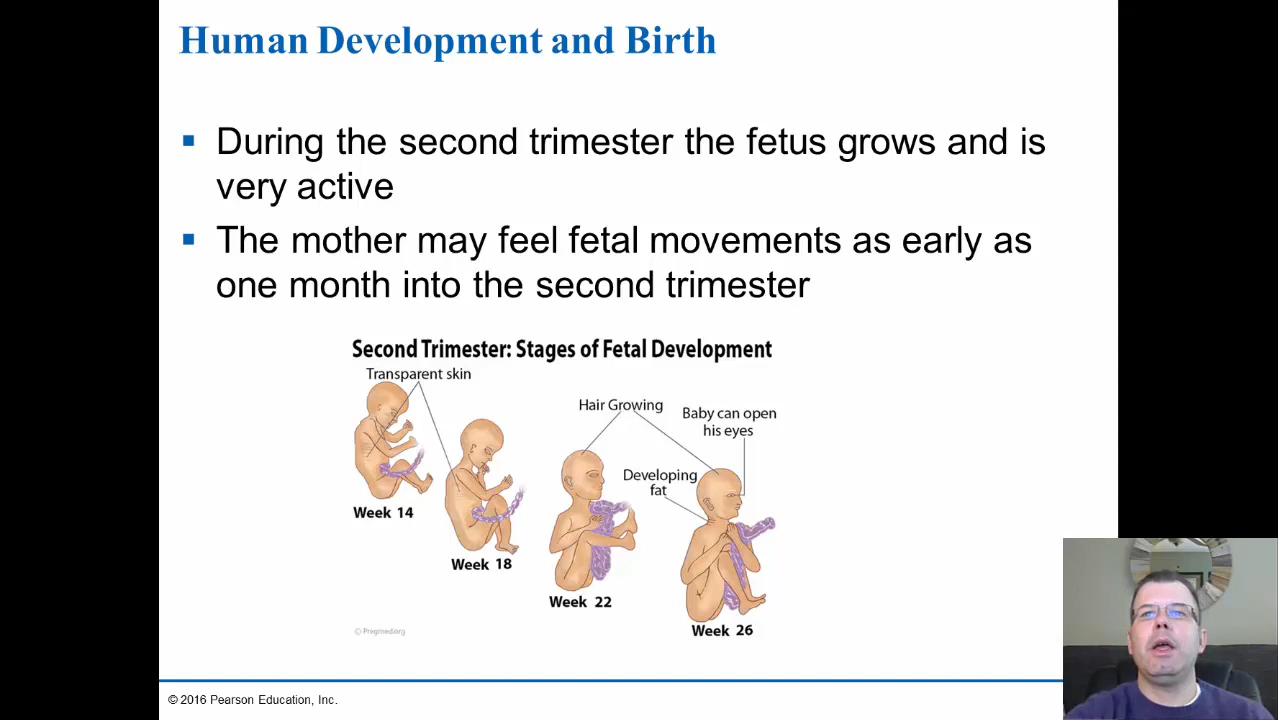 Human Development and Birth
▪ During the second trimester the fetus grows and is
very active
▪ The mother may feel fetal movements as early as
one month into the second trimester
Second Trimester: Stages of Fetal Development
Transparent skin
Hair Growing
Baby can open
his eyes
Developing
fat
Week 14
Week 18
Week 22
Week 26
© Pregmed.org
© 2016 Pearson Education, Inc.